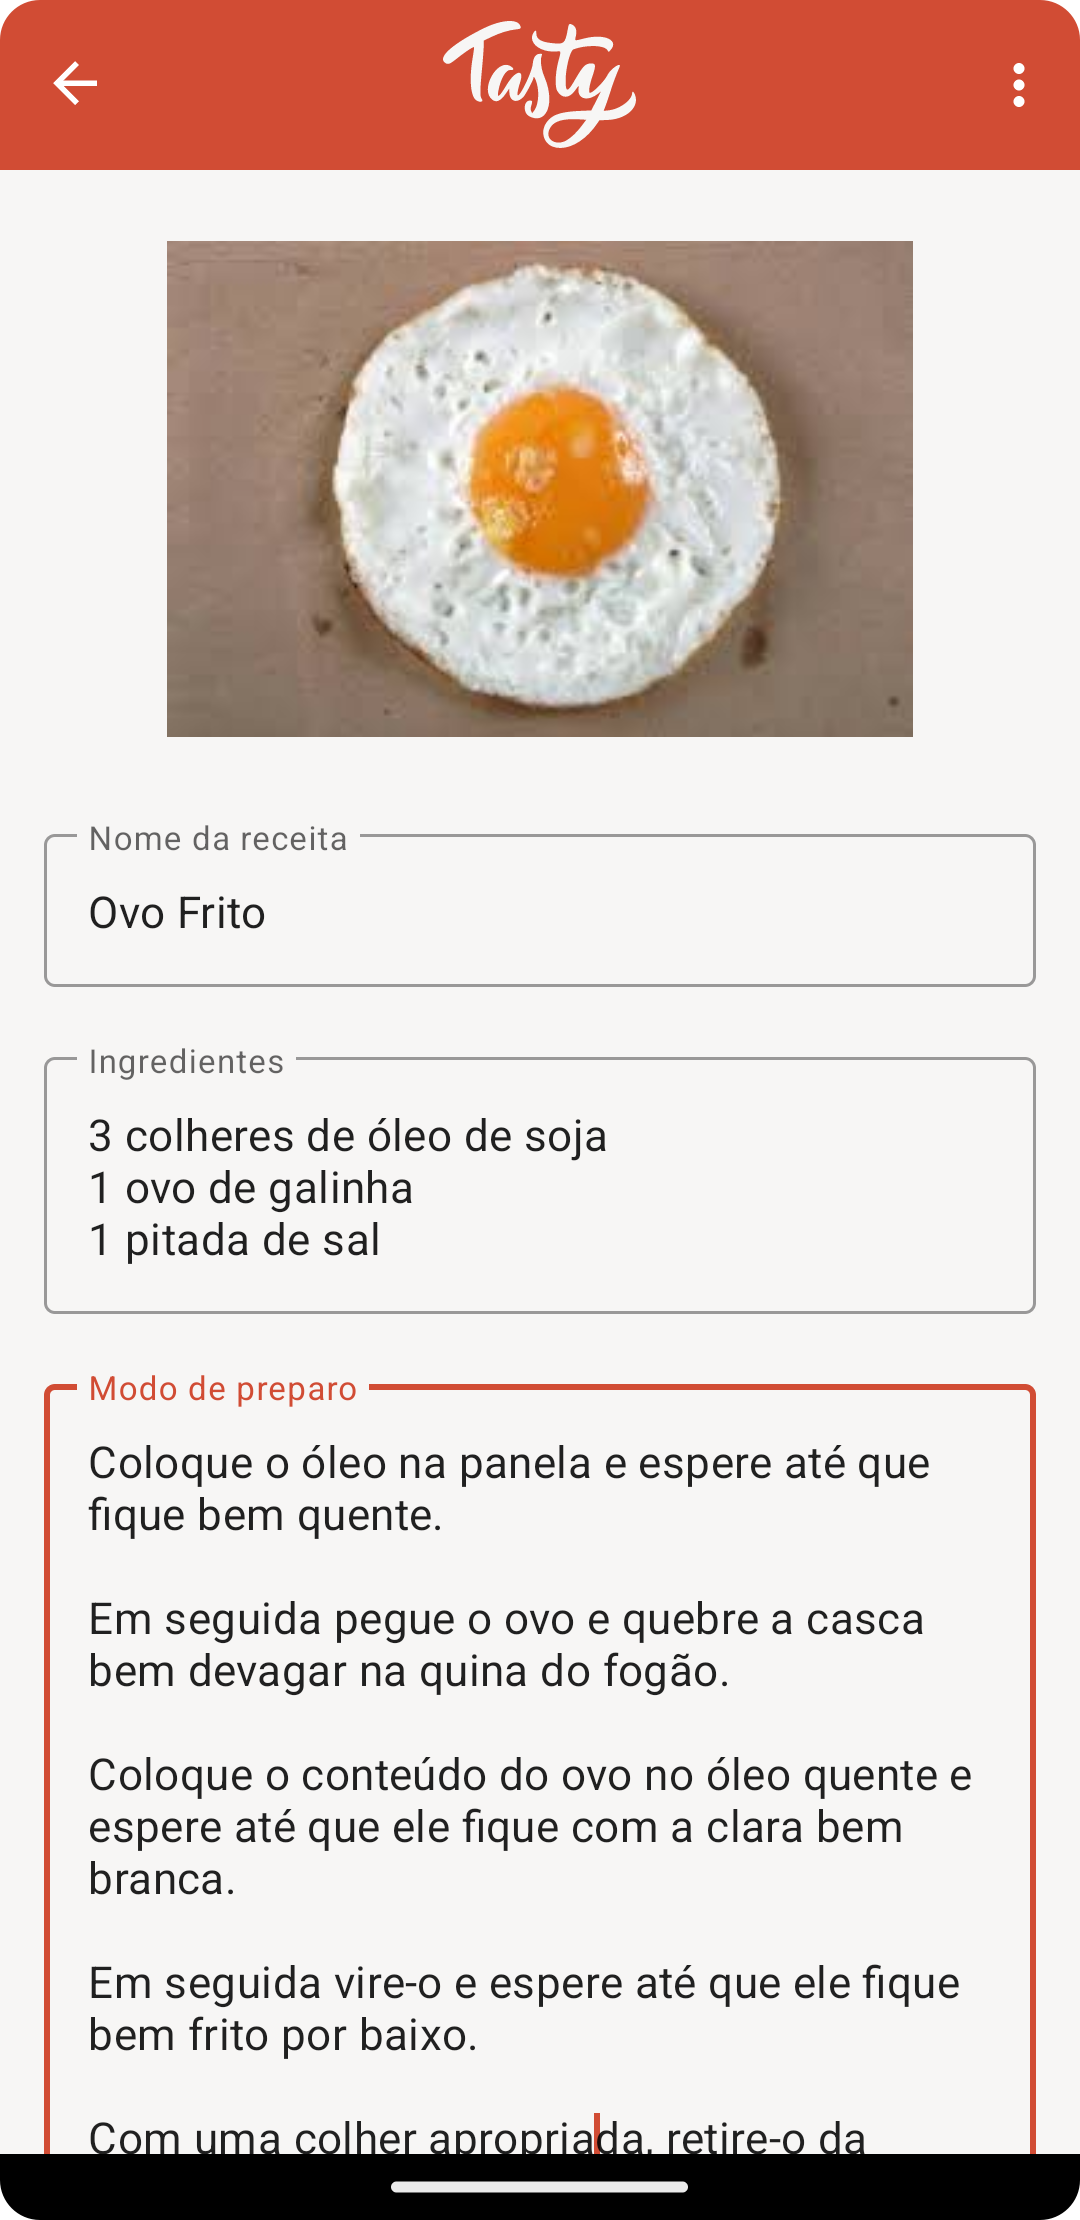 Tasty
Nome da receita
Ovo Frito
Ingredientes
3 colheres de óleo de soja
1 ovo de galinha
1 pitada de sal
Modo de preparo
Coloque o óleo na panela e espere até que
fique bem quente.
Em seguida pegue o ovo e quebre a casca
bem devagar na quina do fogão.
Coloque o conteúdo do ovo no óleo quente e
espere até que ele fique com a clara bem
branca.
Em seguida vire-o e espere até que ele fique
bem frito por baixo.
Com uma colher apropriada, retire-o da